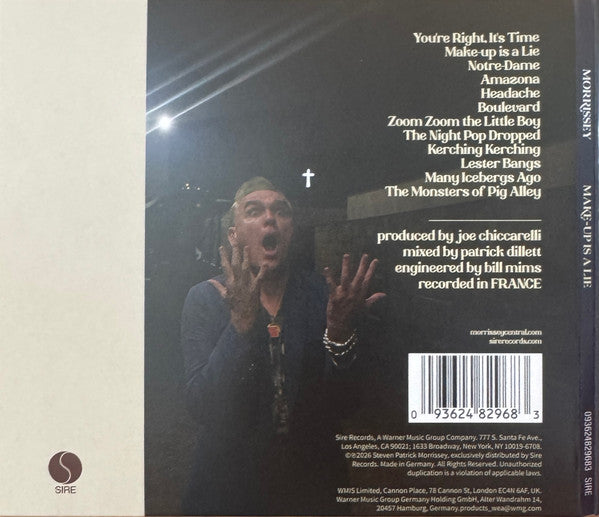 You're Right, It's Time
Make-up is a Lie
Notre-Dame
Amazona
Headache
Boulevard
Zoom Zoom the Little Boy
The Night Pop Dropped
Kerching Kerching
Lester Bangs
Many Icebergs Ago
The Monsters of Pig Alley
produced by joe chiccarelli
mixed by patrick dillett
engineered by bill mims
recorded in FRANCE
morrisseycentral.com
sirerecords.com
0 93624 82968 3
Sire Records, A Warner Music Group Company. 777 S. Santa Fe Ave.,
Los Angeles, CA 90021; 1633 Broadway, New York, NY 10019-6708.
©℗2026 Steven Patrick Morrissey, exclusively distributed by Sire
Records. Made in Germany. All Rights Reserved. Unauthorized
duplication is a violation of applicable laws.
WMIS Limited, Cannon Place, 78 Cannon St, London EC4N 6AF, UK.
Warner Music Group Germany Holding GmbH, Alter Wandrahm 14,
20457 Hamburg, Germany, products_wea@wmg.com
SIRE
MORRISSEY MAKE-UP IS A LIE 093624829683 SIRE